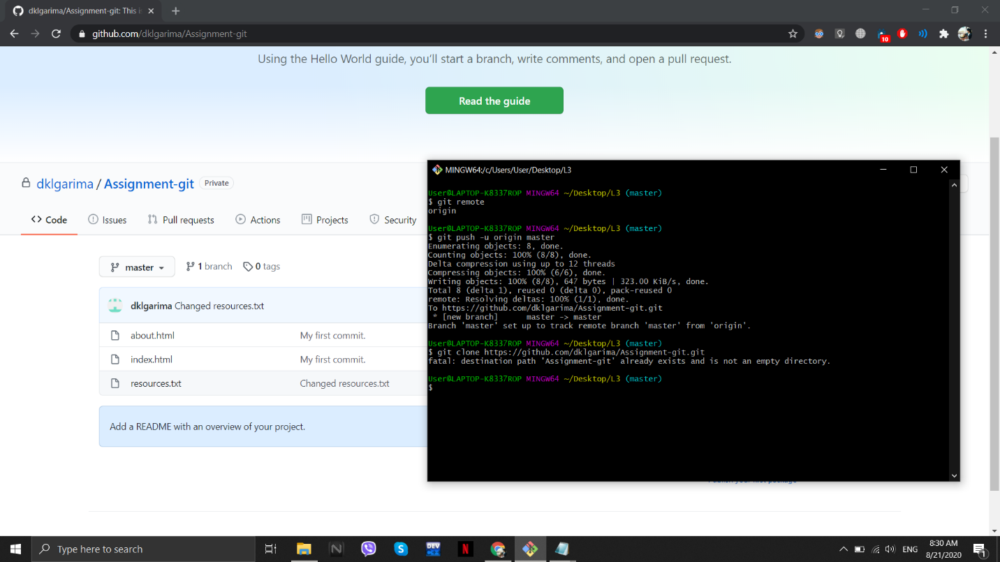 dklgarima/Assignment-git: This i
github.com/dklgarima/Assignment-git
10
Using the Hello World guide, you'll start a branch, write comments, and open a pull request.
Read the guide
dklgarima / Assignment-git Private
Code Issues Pull requests Actions Projects Security
master 1 branch 0 tags
dklgarima Changed resources.txt
about.html My first commit.
index.html My first commit.
resources.txt Changed resources.txt
Add a README with an overview of your project.
MINGW64:/c/Users/User/Desktop/L3
User@LAPTOP-K8337ROP MINGW64 ~/Desktop/L3 (master)
$ git remote
origin
User@LAPTOP-K8337ROP MINGW64 ~/Desktop/L3 (master)
$ git push -u origin master
Enumerating objects: 8, done.
Counting objects: 100% (8/8), done.
Delta compression using up to 12 threads
Compressing objects: 100% (6/6), done.
Writing objects: 100% (8/8), 647 bytes | 323.00 KiB/s, done.
Total 8 (delta 1), reused 0 (delta 0), pack-reused 0
remote: Resolving deltas: 100% (1/1), done.
To https://github.com/dklgarima/Assignment-git.git
* [new branch] master -> master
Branch 'master' set up to track remote branch 'master' from 'origin'.
User@LAPTOP-K8337ROP MINGW64 ~/Desktop/L3 (master)
$ git clone https://github.com/dklgarima/Assignment-git.git
fatal: destination path 'Assignment-git' already exists and is not an empty directory.
User@LAPTOP-K8337ROP MINGW64 ~/Desktop/L3 (master)
$
Type here to search
DEV
ENG
8:30 AM
8/21/2020
1